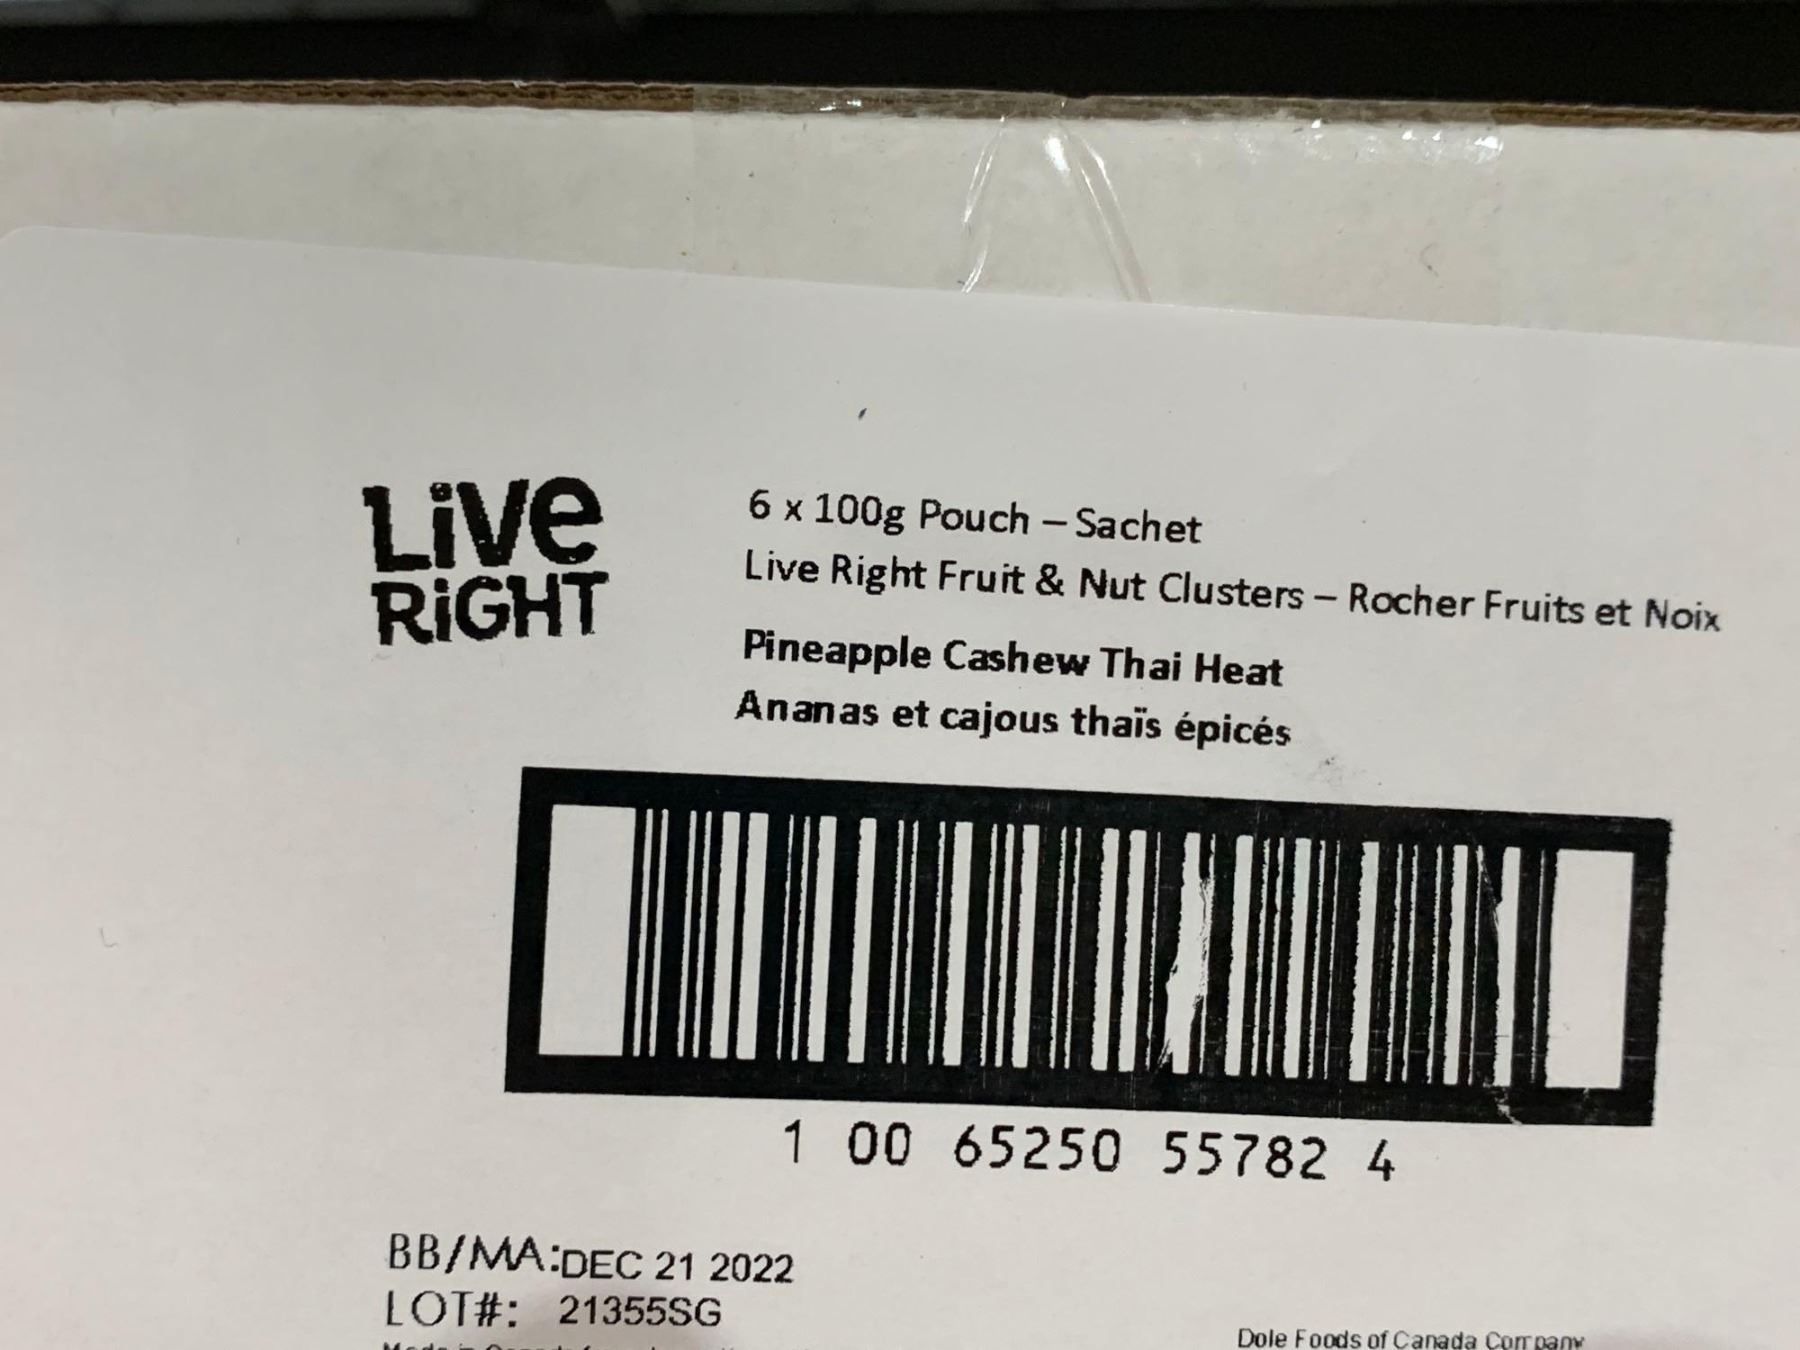 LiVe
RiGHT
6 x 100g Pouch – Sachet
Live Right Fruit & Nut Clusters – Rocher Fruits et Noix
Pineapple Cashew Thai Heat
Ananas et cajous thaïs épicés
1 00 65250 55782 4
BB/MA:DEC 21 2022
LOT#: 21355SG
Dole Foods of Canada Company